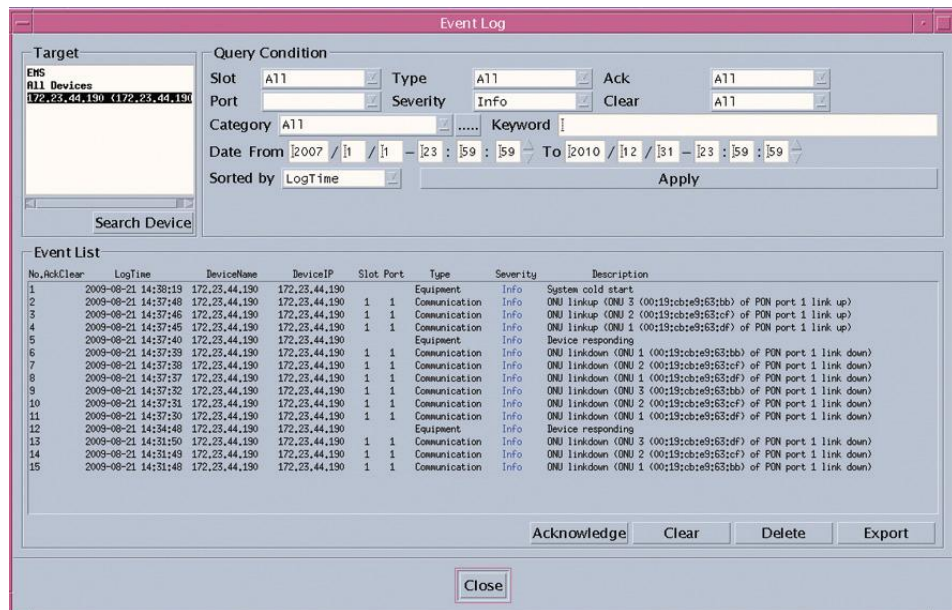 Event Log
Target
EMS
All Devices
172.23.44.190 (172.23.44.190
Search Device
Query Condition
Slot All Type All Ack All
Port Severity Info Clear All
Category All ..... Keyword
Date From 2007 / 1 / 1 - 23 : 59 : 59 To 2010 / 12 / 31 - 23 : 59 : 59
Sorted by LogTime Apply
Event List
No.AckClear LogTime DeviceName DeviceIP Slot Port Type Severity Description
1 2009-08-21 14:38:19 172.23.44.190 172.23.44.190 Equipment Info System cold start
2 2009-08-21 14:37:48 172.23.44.190 172.23.44.190 1 1 Communication Info ONU linkup (ONU 3 (00:19:cb:e9:63:bb) of PON port 1 link up)
3 2009-08-21 14:37:46 172.23.44.190 172.23.44.190 1 1 Communication Info ONU linkup (ONU 2 (00:19:cb:e9:63:cf) of PON port 1 link up)
4 2009-08-21 14:37:45 172.23.44.190 172.23.44.190 1 1 Communication Info ONU linkup (ONU 1 (00:19:cb:e9:63:df) of PON port 1 link up)
5 2009-08-21 14:37:40 172.23.44.190 172.23.44.190 Equipment Info Device responding
6 2009-08-21 14:37:39 172.23.44.190 172.23.44.190 1 1 Communication Info ONU linkdown (ONU 1 (00:19:cb:e9:63:bb) of PON port 1 link down)
7 2009-08-21 14:37:38 172.23.44.190 172.23.44.190 1 1 Communication Info ONU linkdown (ONU 2 (00:19:cb:e9:63:cf) of PON port 1 link down)
8 2009-08-21 14:37:37 172.23.44.190 172.23.44.190 1 1 Communication Info ONU linkdown (ONU 1 (00:19:cb:e9:63:df) of PON port 1 link down)
9 2009-08-21 14:37:32 172.23.44.190 172.23.44.190 1 1 Communication Info ONU linkdown (ONU 3 (00:19:cb:e9:63:bb) of PON port 1 link down)
10 2009-08-21 14:37:31 172.23.44.190 172.23.44.190 1 1 Communication Info ONU linkdown (ONU 2 (00:19:cb:e9:63:cf) of PON port 1 link down)
11 2009-08-21 14:37:30 172.23.44.190 172.23.44.190 1 1 Communication Info ONU linkdown (ONU 1 (00:19:cb:e9:63:df) of PON port 1 link down)
12 2009-08-21 14:34:48 172.23.44.190 172.23.44.190 Equipment Info Device responding
13 2009-08-21 14:31:50 172.23.44.190 172.23.44.190 1 1 Communication Info ONU linkdown (ONU 3 (00:19:cb:e9:63:df) of PON port 1 link down)
14 2009-08-21 14:31:49 172.23.44.190 172.23.44.190 1 1 Communication Info ONU linkdown (ONU 2 (00:19:cb:e9:63:cf) of PON port 1 link down)
15 2009-08-21 14:31:48 172.23.44.190 172.23.44.190 1 1 Communication Info ONU linkdown (ONU 1 (00:19:cb:e9:63:bb) of PON port 1 link down)
Acknowledge Clear Delete Export
Close